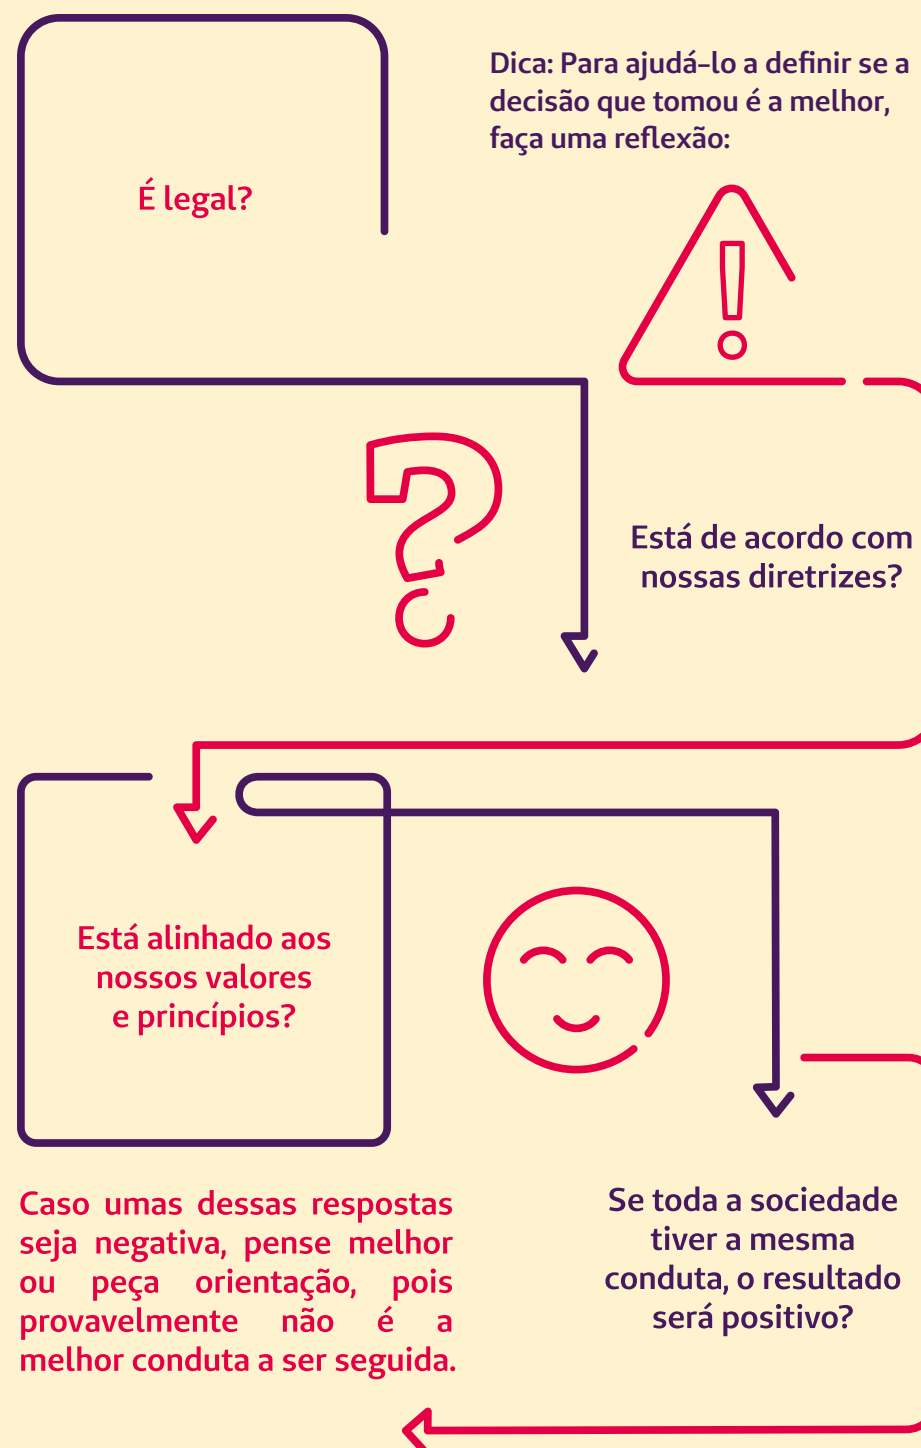 Dica: Para ajudá-lo a definir se a
decisão que tomou é a melhor,
faça uma reflexão:
É legal?
Está de acordo com
nossas diretrizes?
Está alinhado aos
nossos valores
e princípios?
Se toda a sociedade
tiver a mesma
conduta, o resultado
será positivo?
Caso umas dessas respostas
seja negativa, pense melhor
ou peça orientação, pois
provavelmente não é a
melhor conduta a ser seguida.